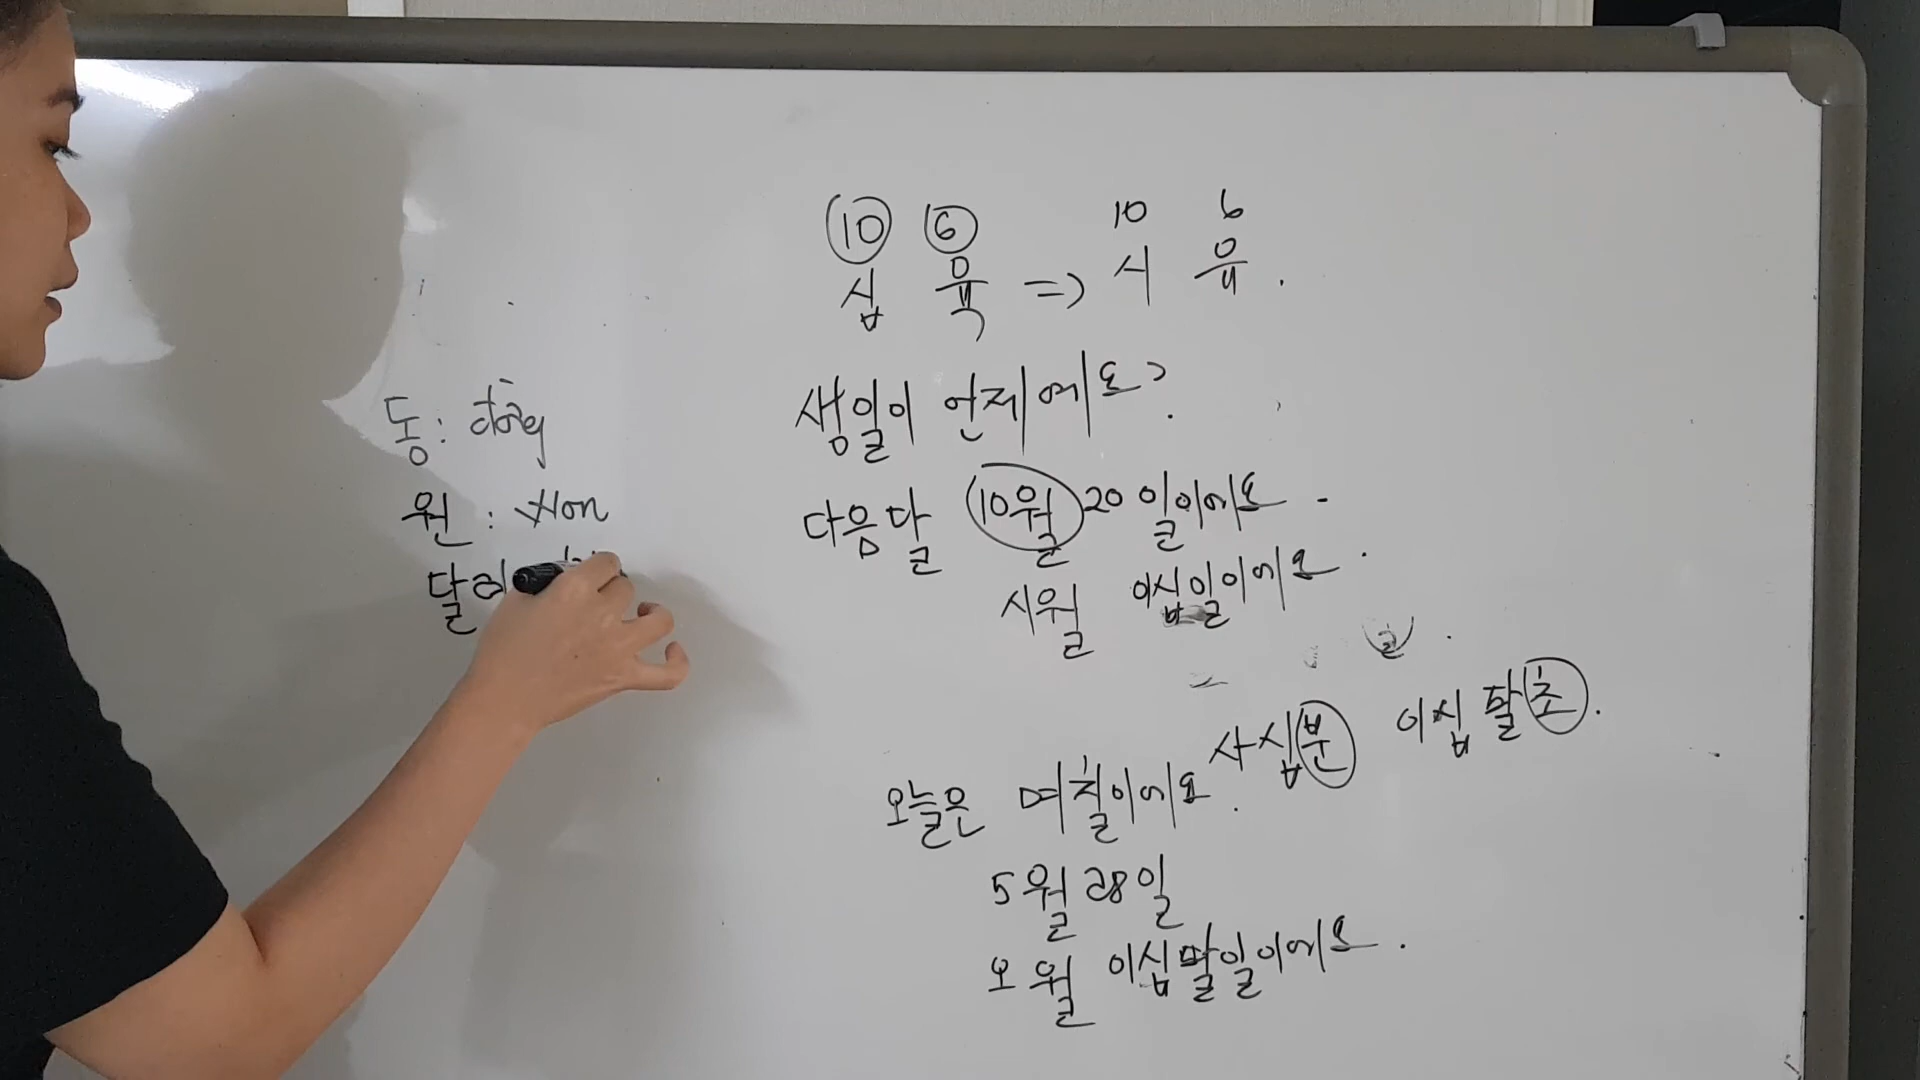 10 6 10 6
십 육 => 시 유.
생일이 언제에요?
다음달 10월 20일이에요.
시월 이십일이에요.
동: đồng
원: won
달러
사십분 이십팔초.
오늘은 며칠이에요.
5월 28일
오월 이십팔일이에요.